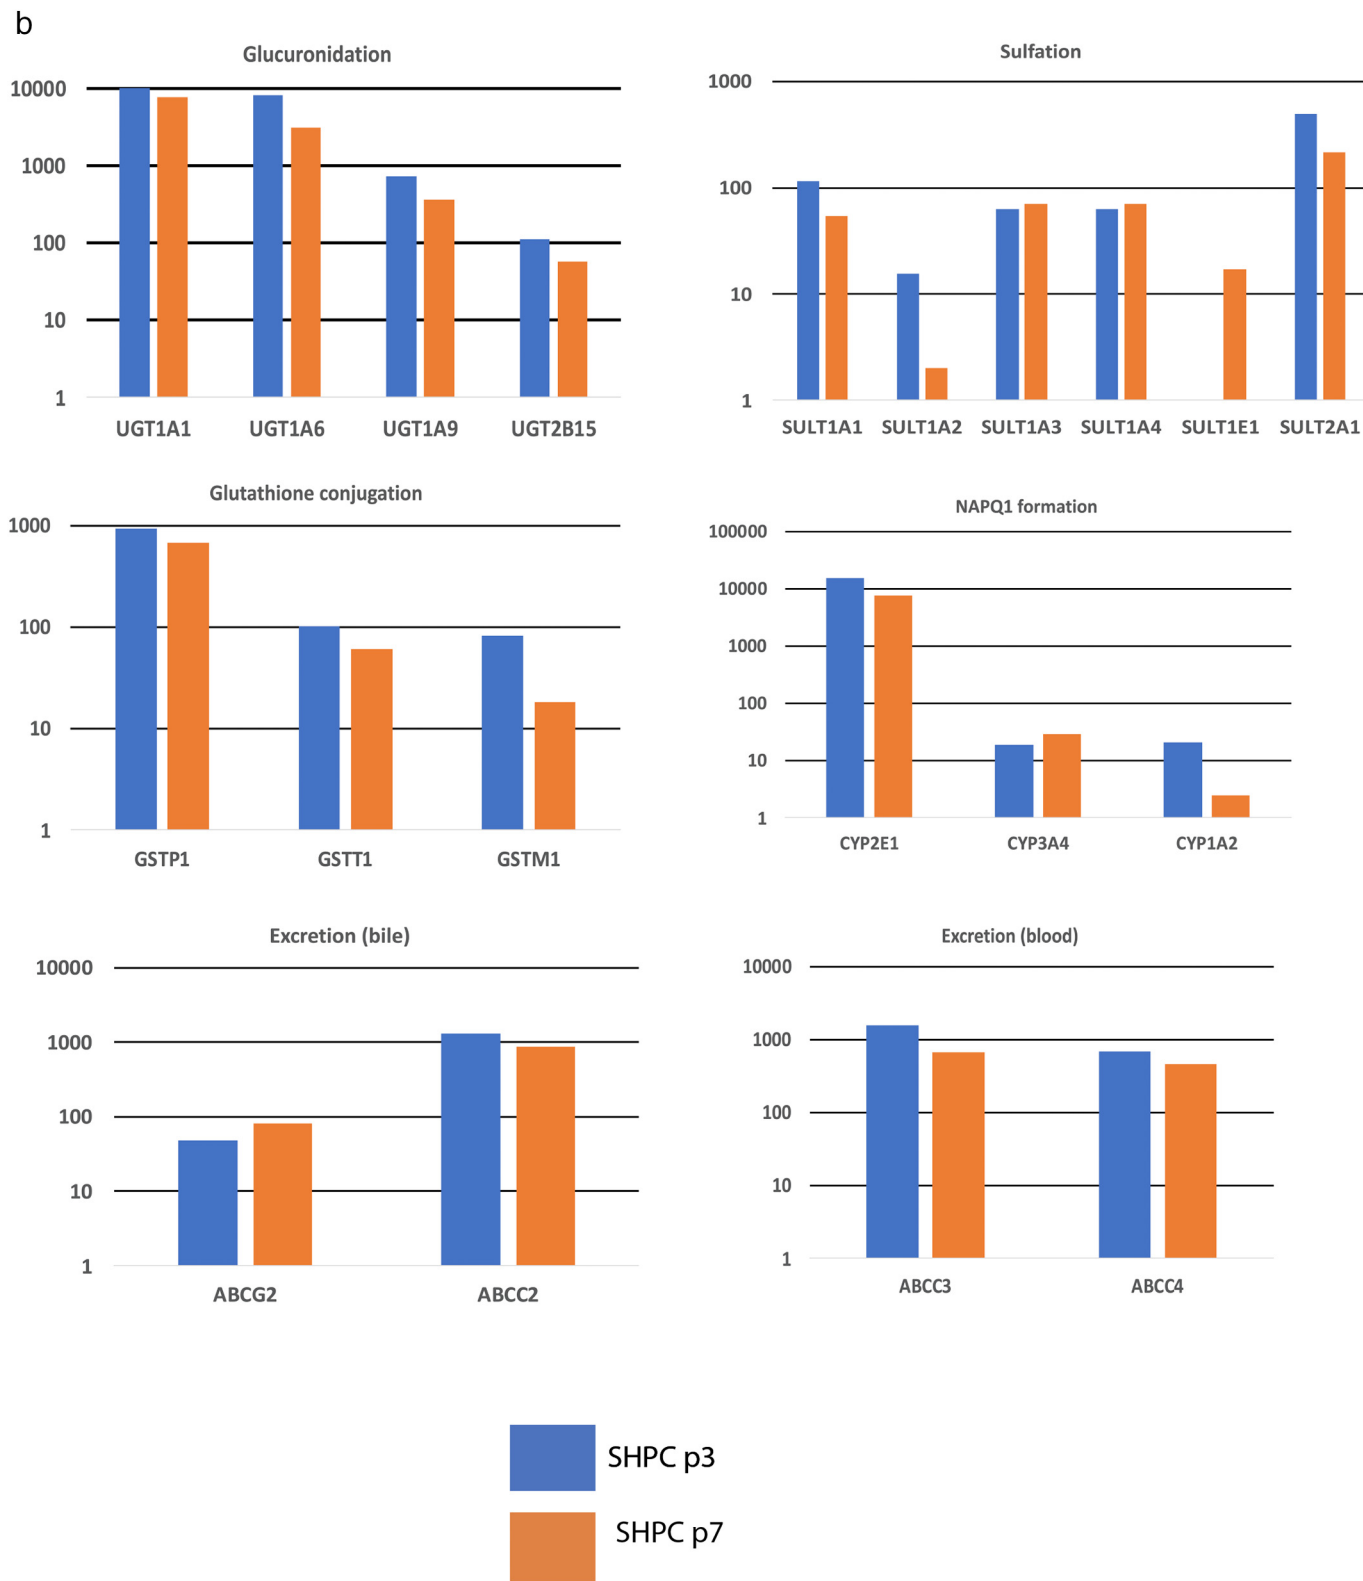 b
Glucuronidation
10000
1000
100
10
1
UGT1A1 UGT1A6 UGT1A9 UGT2B15
Sulfation
1000
100
10
1
SULT1A1 SULT1A2 SULT1A3 SULT1A4 SULT1E1 SULT2A1
Glutathione conjugation
1000
100
10
1
GSTP1 GSTT1 GSTM1
NAPQ1 formation
100000
10000
1000
100
10
1
CYP2E1 CYP3A4 CYP1A2
Excretion (bile)
10000
1000
100
10
1
ABCG2 ABCC2
Excretion (blood)
10000
1000
100
10
1
ABCC3 ABCC4
SHPC p3
SHPC p7